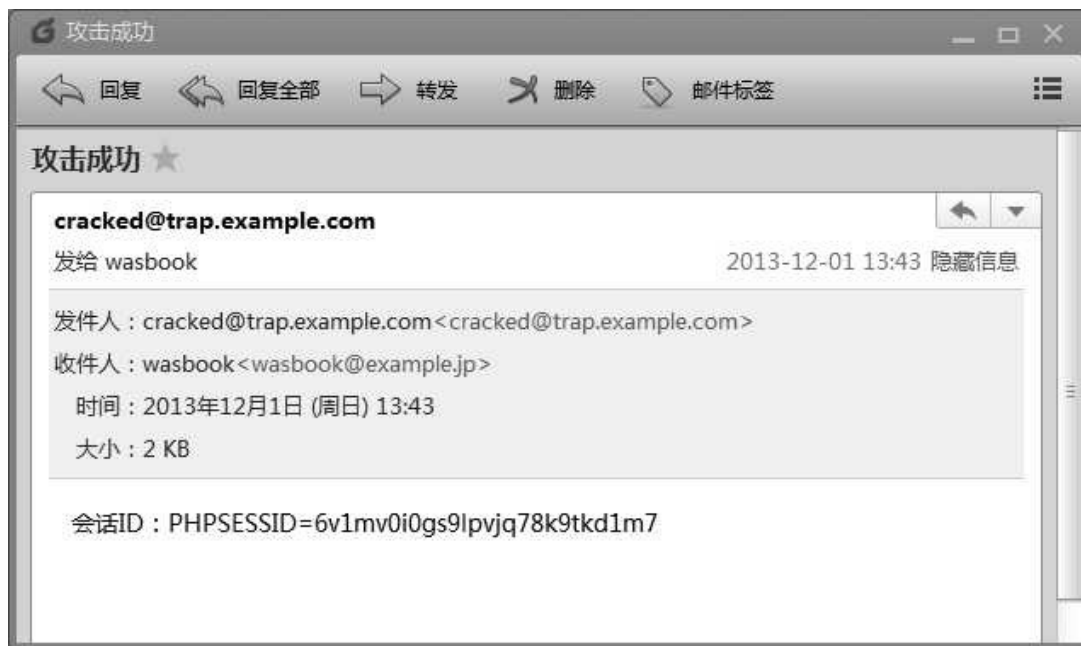 攻击成功
回复 回复全部 转发 删除 邮件标签
攻击成功
cracked@trap.example.com
发给 wasbook 2013-12-01 13:43 隐藏信息
发件人：cracked@trap.example.com<cracked@trap.example.com>
收件人：wasbook<wasbook@example.jp>
时间：2013年12月1日 (周日) 13:43
大小：2 KB
会话ID：PHPSESSID=6v1mv0i0gs9lpvjq78k9tkd1m7